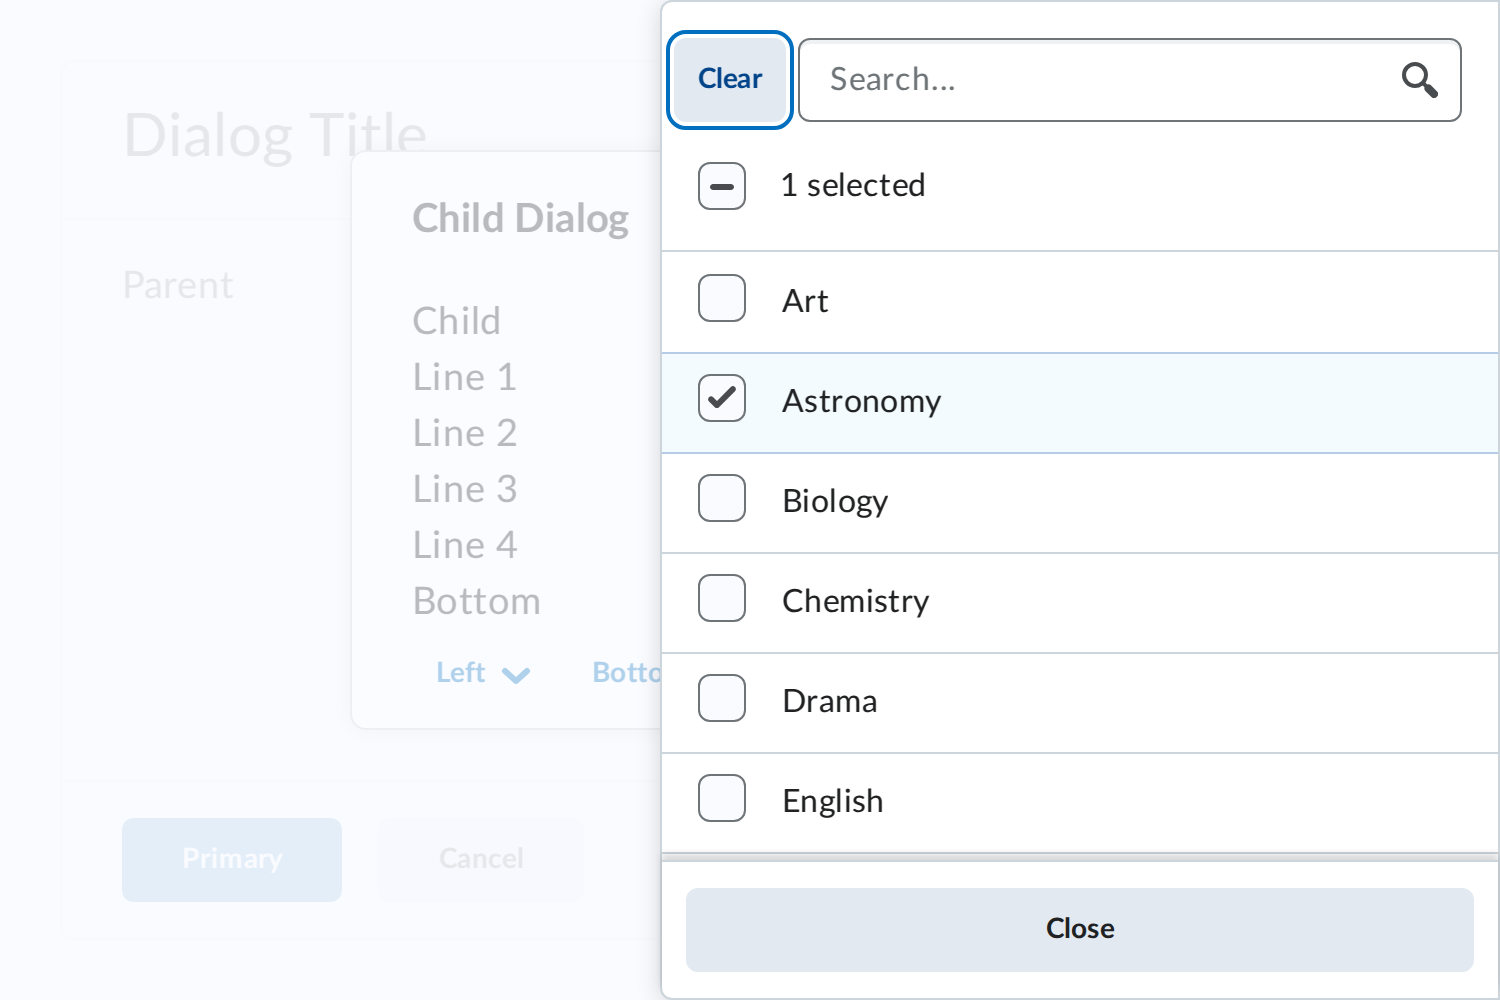 Dialog Title
Parent
Child Dialog
Child
Line 1
Line 2
Line 3
Line 4
Bottom
Left
Primary
Cancel
Clear
Search...
1 selected
Art
Astronomy
Biology
Chemistry
Drama
English
Close